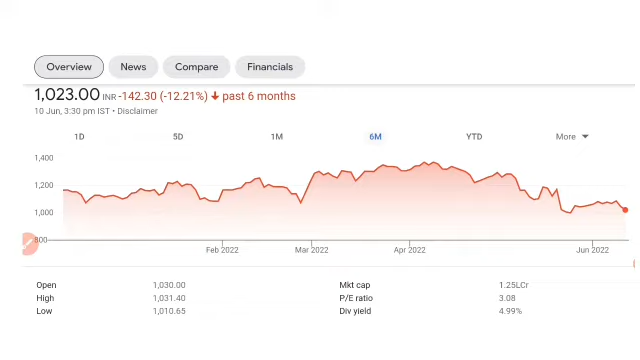 Overview News Compare Financials
1,023.00 INR -142.30 (-12.21%) past 6 months
10 Jun, 3:30 pm IST • Disclaimer
1D 5D 1M 6M YTD More
1,400
1,200
1,000
800
Feb 2022 Mar 2022 Apr 2022 Jun 2022
Open 1,030.00 Mkt cap 1.25LCr
High 1,031.40 P/E ratio 3.08
Low 1,010.65 Div yield 4.99%